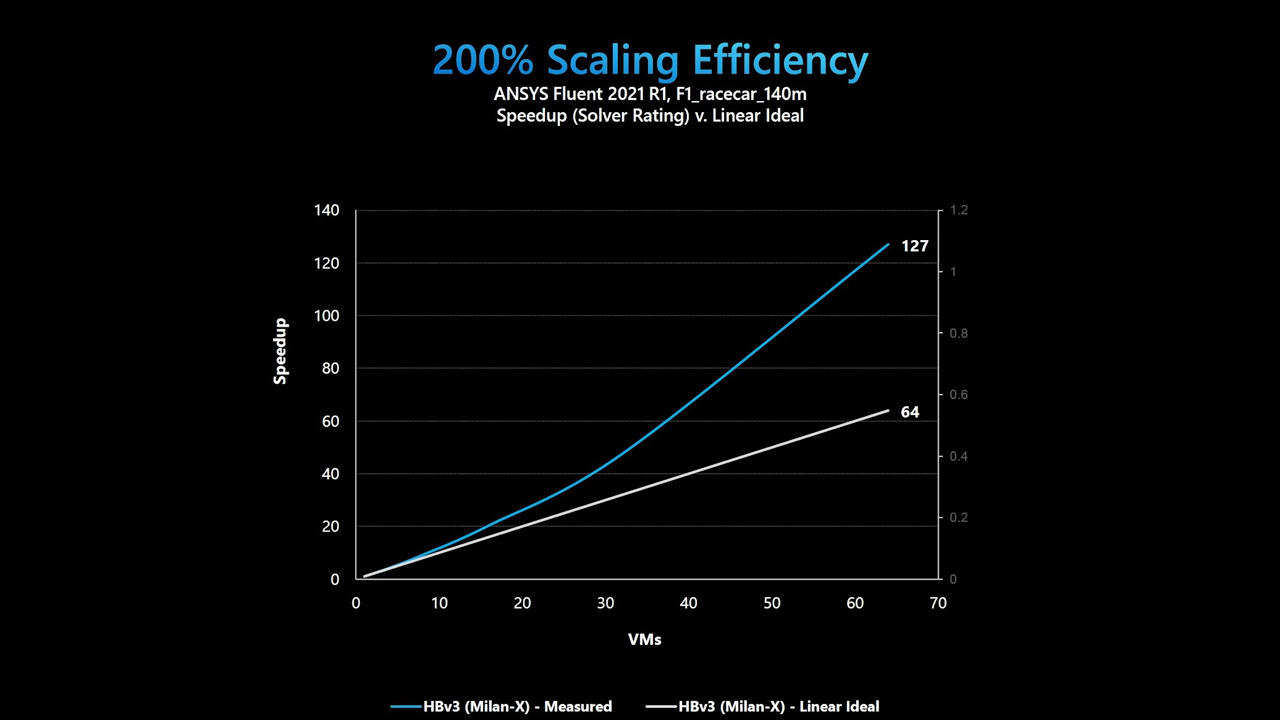 200% Scaling Efficiency
ANSYS Fluent 2021 R1, F1_racecar_140m
Speedup (Solver Rating) v. Linear Ideal
140
120
100
80
60
40
20
0
Speedup
127
64
1.2
1
0.8
0.6
0.4
0.2
0
0 10 20 30 40 50 60 70
VMs
HBv3 (Milan-X) - Measured HBv3 (Milan-X) - Linear Ideal